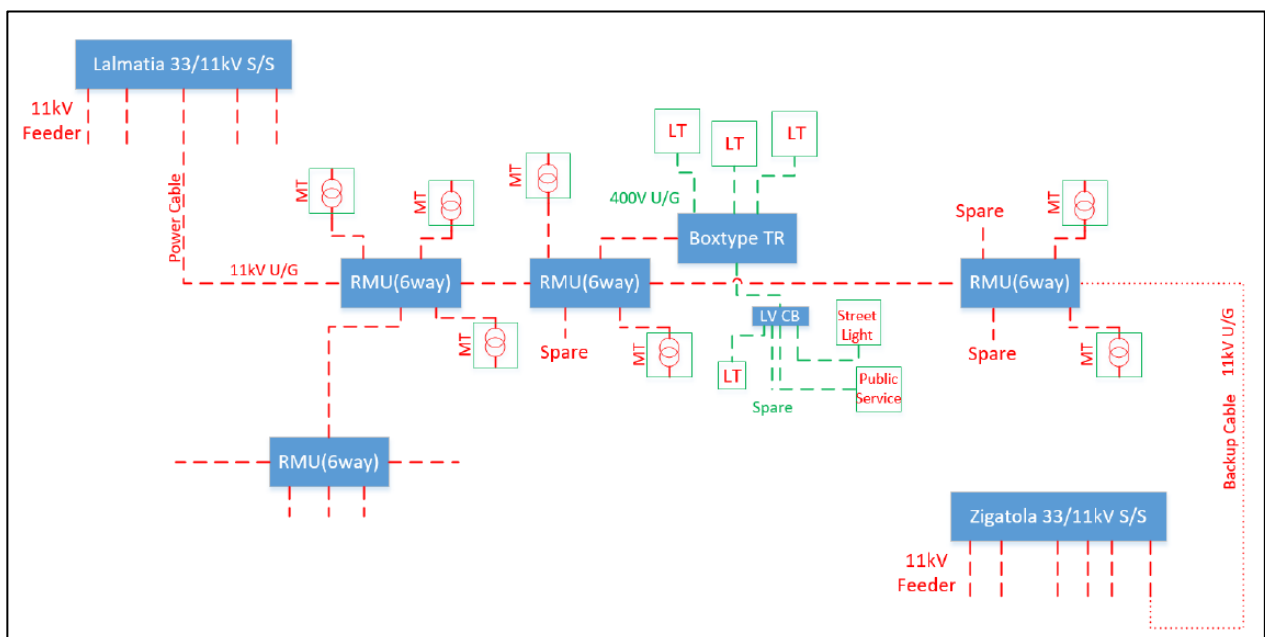 Lalmatia 33/11kV S/S
11kV
Feeder
Power Cable
11kV U/G
MT
MT
RMU(6way)
MT
MT
RMU(6way)
Spare
MT
LT
LT
LT
400V U/G
Boxtype TR
LV CB
LT
Street
Light
Public
Service
Spare
Spare
MT
RMU(6way)
Spare
MT
Backup Cable 11kV U/G
RMU(6way)
Zigatola 33/11kV S/S
11kV
Feeder